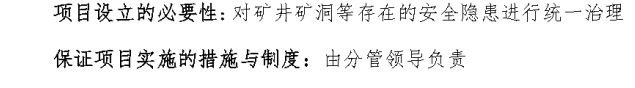 项目设立的必要性：对矿井矿洞等存在的安全隐患进行统一治理
保证项目实施的措施与制度：由分管领导负责